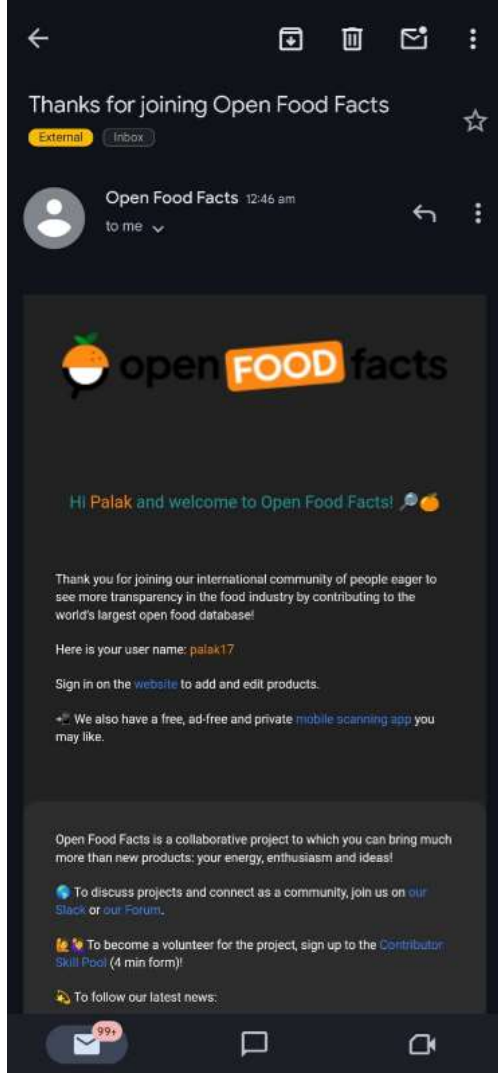 Thanks for joining Open Food Facts
External Inbox
Open Food Facts 12:46 am
to me
open FOOD facts
Hi Palak and welcome to Open Food Facts! 🔎🍊
Thank you for joining our international community of people eager to
see more transparency in the food industry by contributing to the
world's largest open food database!
Here is your user name: palak17
Sign in on the website to add and edit products.
📲 We also have a free, ad-free and private mobile scanning app you
may like.
Open Food Facts is a collaborative project to which you can bring much
more than new products: your energy, enthusiasm and ideas!
🌎 To discuss projects and connect as a community, join us on our
Slack or our Forum.
🙋🙋‍♀️ To become a volunteer for the project, sign up to the Contributor
Skill Pool (4 min form)!
💫 To follow our latest news:
99+